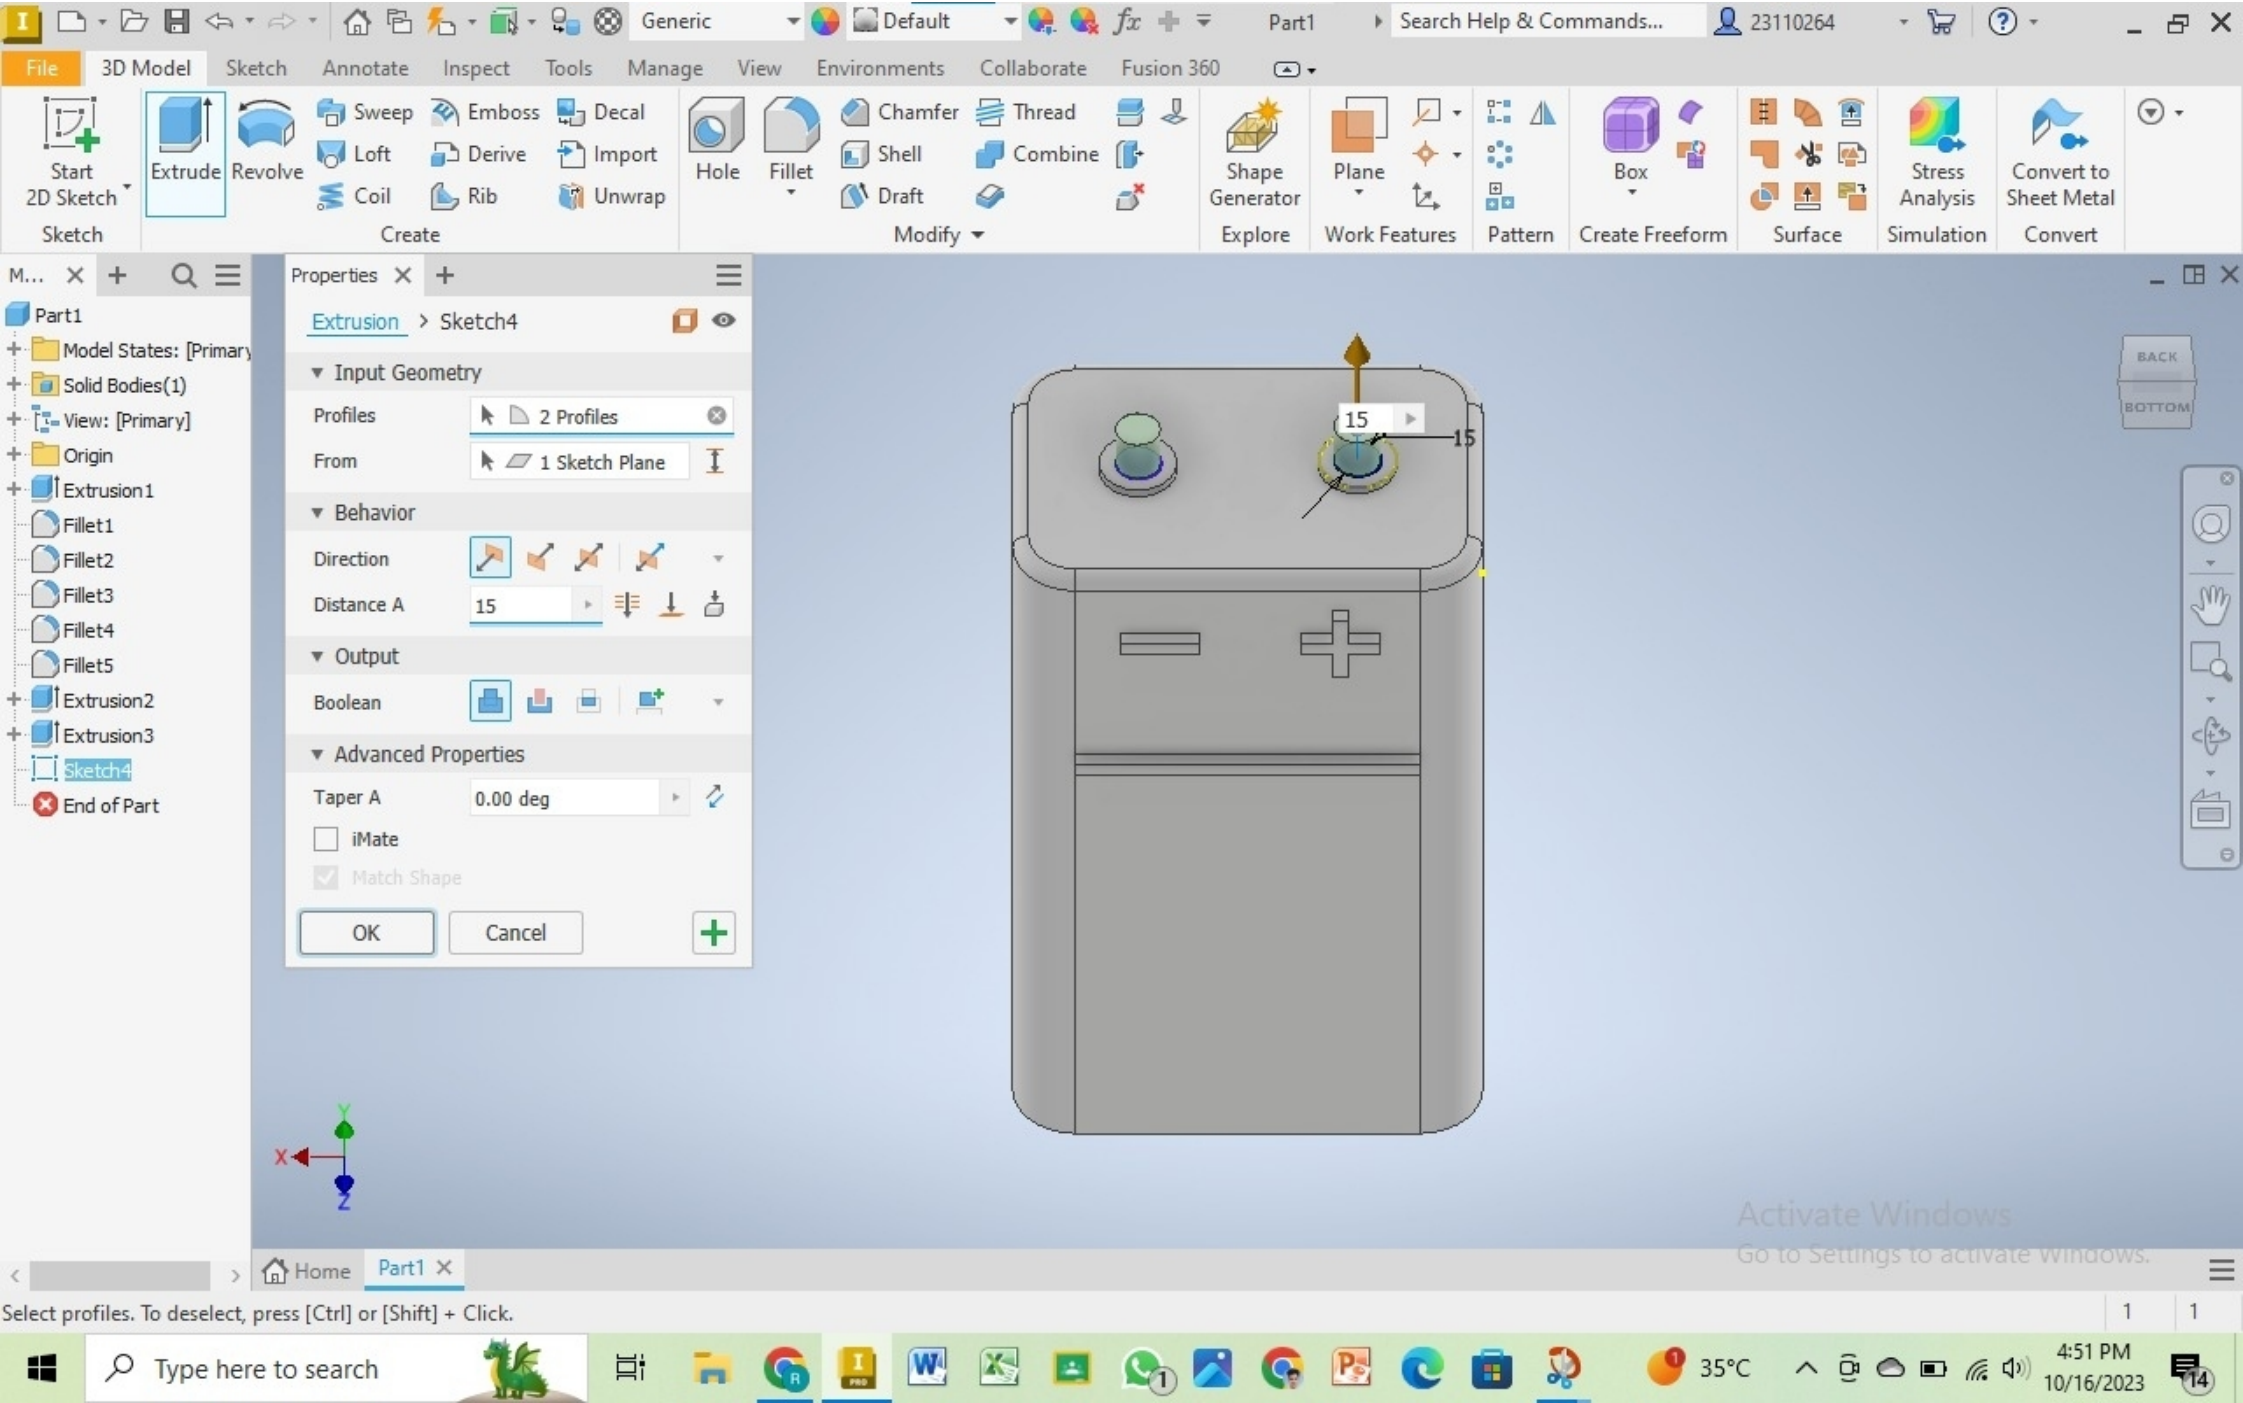 Generic
Default
fx
Part1
Search Help & Commands...
23110264
File
3D Model
Sketch
Annotate
Inspect
Tools
Manage
View
Environments
Collaborate
Fusion 360
Start
2D Sketch
Sketch
Extrude
Revolve
Sweep
Loft
Coil
Emboss
Derive
Rib
Decal
Import
Unwrap
Create
Hole
Fillet
Chamfer
Shell
Draft
Thread
Combine
Modify
Shape
Generator
Explore
Plane
Work Features
Pattern
Box
Create Freeform
Surface
Stress
Analysis
Simulation
Convert to
Sheet Metal
Convert
M...
Part1
Model States: [Primary
Solid Bodies(1)
View: [Primary]
Origin
Extrusion1
Fillet1
Fillet2
Fillet3
Fillet4
Fillet5
Extrusion2
Extrusion3
Sketch4
End of Part
Properties
Extrusion > Sketch4
Input Geometry
Profiles
2 Profiles
From
1 Sketch Plane
Behavior
Direction
Distance A
15
Output
Boolean
Advanced Properties
Taper A
0.00 deg
iMate
Match Shape
OK
Cancel
15
15
BACK
BOTTOM
Y
X
Z
Activate Windows
Go to Settings to activate Windows.
Home
Part1
Select profiles. To deselect, press [Ctrl] or [Shift] + Click.
1
1
Type here to search
R
I
PRO
W
X
1
P
1
35°C
4:51 PM
10/16/2023
14